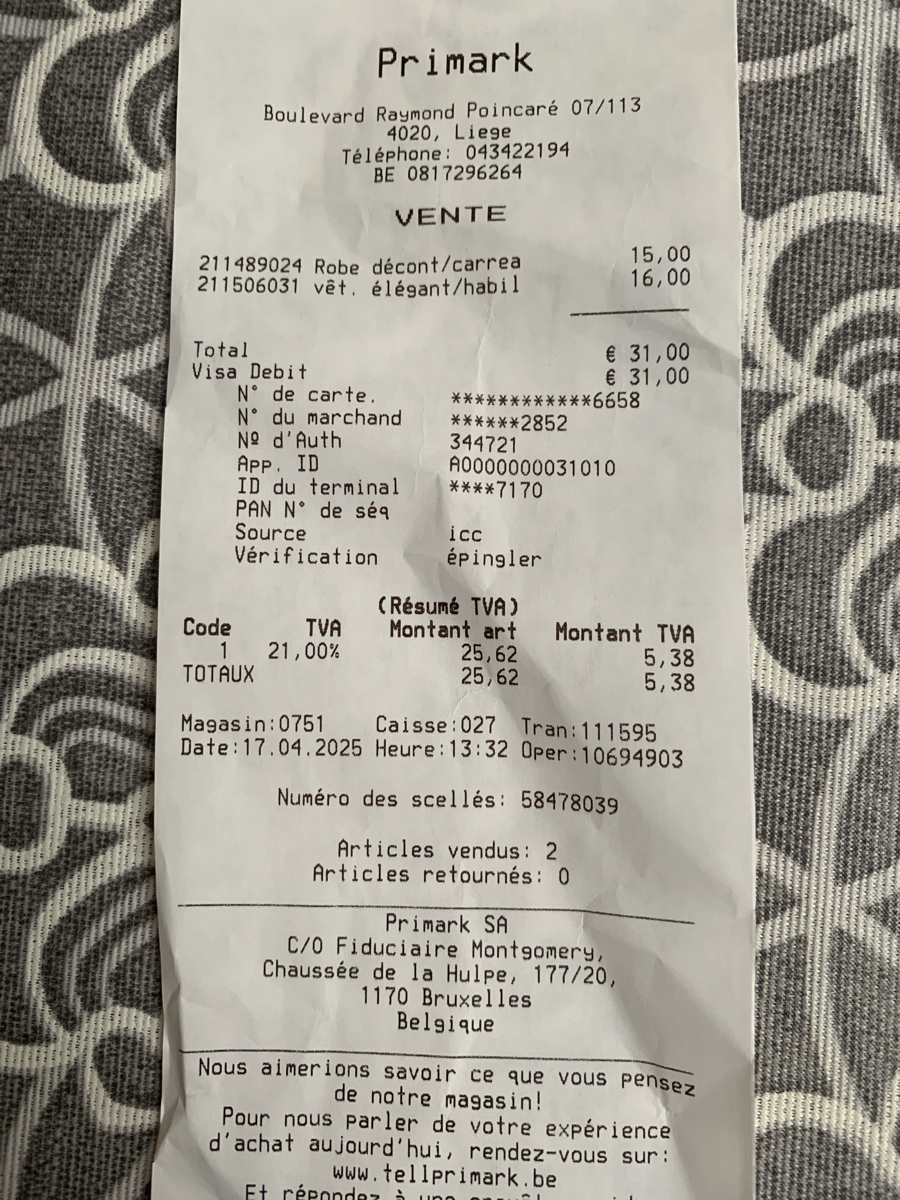 Primark
Boulevard Raymond Poincaré 07/113
4020, Liege
Téléphone: 043422194
BE 0817296264
VENTE
211489024 Robe décont/carrea 15,00
211506031 vêt. élégant/habil 16,00
Total € 31,00
Visa Debit € 31,00
N° de carte. ************6658
N° du marchand ******2852
Nº d'Auth 344721
App. ID A0000000031010
ID du terminal ****7170
PAN N° de séq
Source icc
Vérification épingler
(Résumé TVA)
Code TVA Montant art Montant TVA
1 21,00% 25,62 5,38
TOTAUX 25,62 5,38
Magasin:0751 Caisse:027 Tran:111595
Date:17.04.2025 Heure:13:32 Oper:10694903
Numéro des scellés: 58478039
Articles vendus: 2
Articles retournés: 0
Primark SA
C/O Fiduciaire Montgomery,
Chaussée de la Hulpe, 177/20,
1170 Bruxelles
Belgique
Nous aimerions savoir ce que vous pensez
de notre magasin!
Pour nous parler de votre expérience
d'achat aujourd'hui, rendez-vous sur:
www.tellprimark.be
Et répondez à une